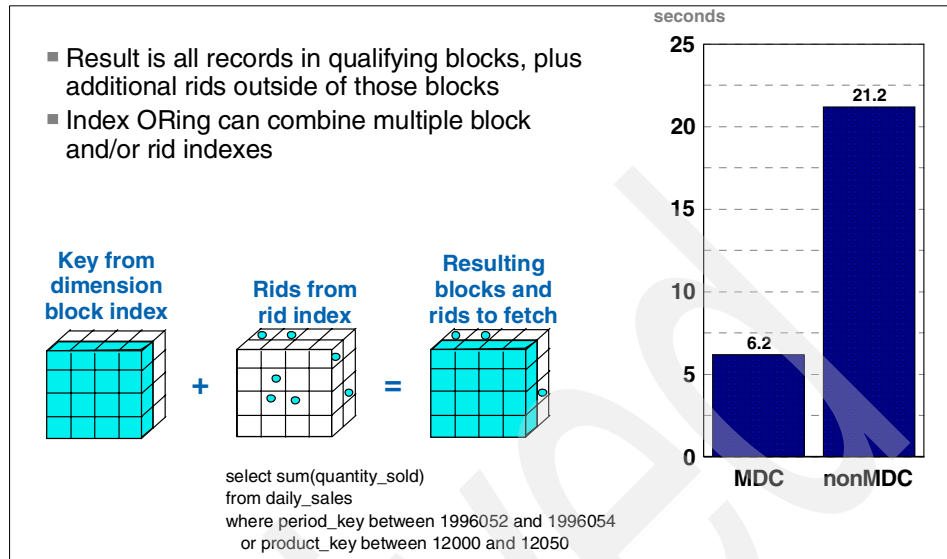 seconds
■ Result is all records in qualifying blocks, plus
additional rids outside of those blocks
■ Index ORing can combine multiple block
and/or rid indexes
25
20
15
10
5
0
21.2
6.2
MDC
nonMDC
Key from
dimension
block index
+
Rids from
rid index
=
Resulting
blocks and
rids to fetch
select sum(quantity_sold)
from daily_sales
where period_key between 1996052 and 1996054
or product_key between 12000 and 12050